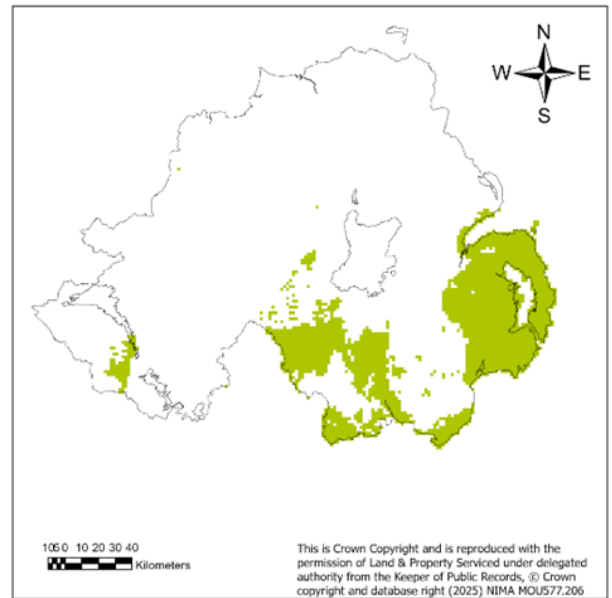 N
W E
S
105 0 10 20 30 40
Kilometers
This is Crown Copyright and is reproduced with the
permission of Land & Property Serviced under delegated
authority from the Keeper of Public Records, © Crown
copyright and database right (2025) NIMA MOU577.206